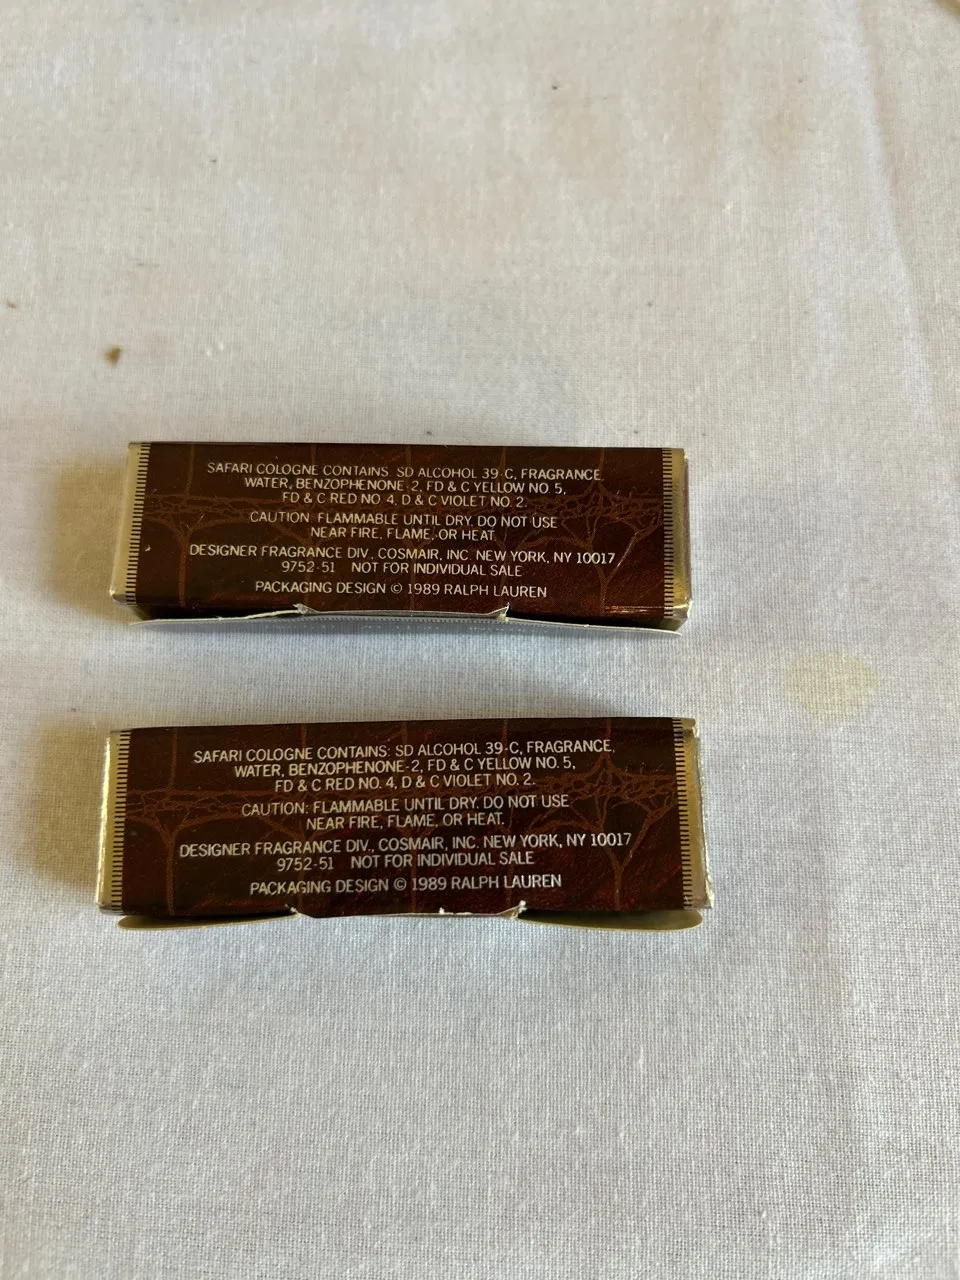 SAFARI COLOGNE CONTAINS: SD ALCOHOL 39-C, FRAGRANCE,
WATER, BENZOPHENONE-2, FD & C YELLOW NO. 5,
FD & C RED NO. 4, D & C VIOLET NO. 2.
CAUTION: FLAMMABLE UNTIL DRY. DO NOT USE
NEAR FIRE, FLAME, OR HEAT.
DESIGNER FRAGRANCE DIV., COSMAIR, INC. NEW YORK, NY 10017
9752-51 NOT FOR INDIVIDUAL SALE
PACKAGING DESIGN © 1989 RALPH LAUREN
SAFARI COLOGNE CONTAINS: SD ALCOHOL 39-C, FRAGRANCE,
WATER, BENZOPHENONE-2, FD & C YELLOW NO. 5,
FD & C RED NO. 4, D & C VIOLET NO. 2.
CAUTION: FLAMMABLE UNTIL DRY. DO NOT USE
NEAR FIRE, FLAME, OR HEAT.
DESIGNER FRAGRANCE DIV., COSMAIR, INC. NEW YORK, NY 10017
9752-51 NOT FOR INDIVIDUAL SALE
PACKAGING DESIGN © 1989 RALPH LAUREN